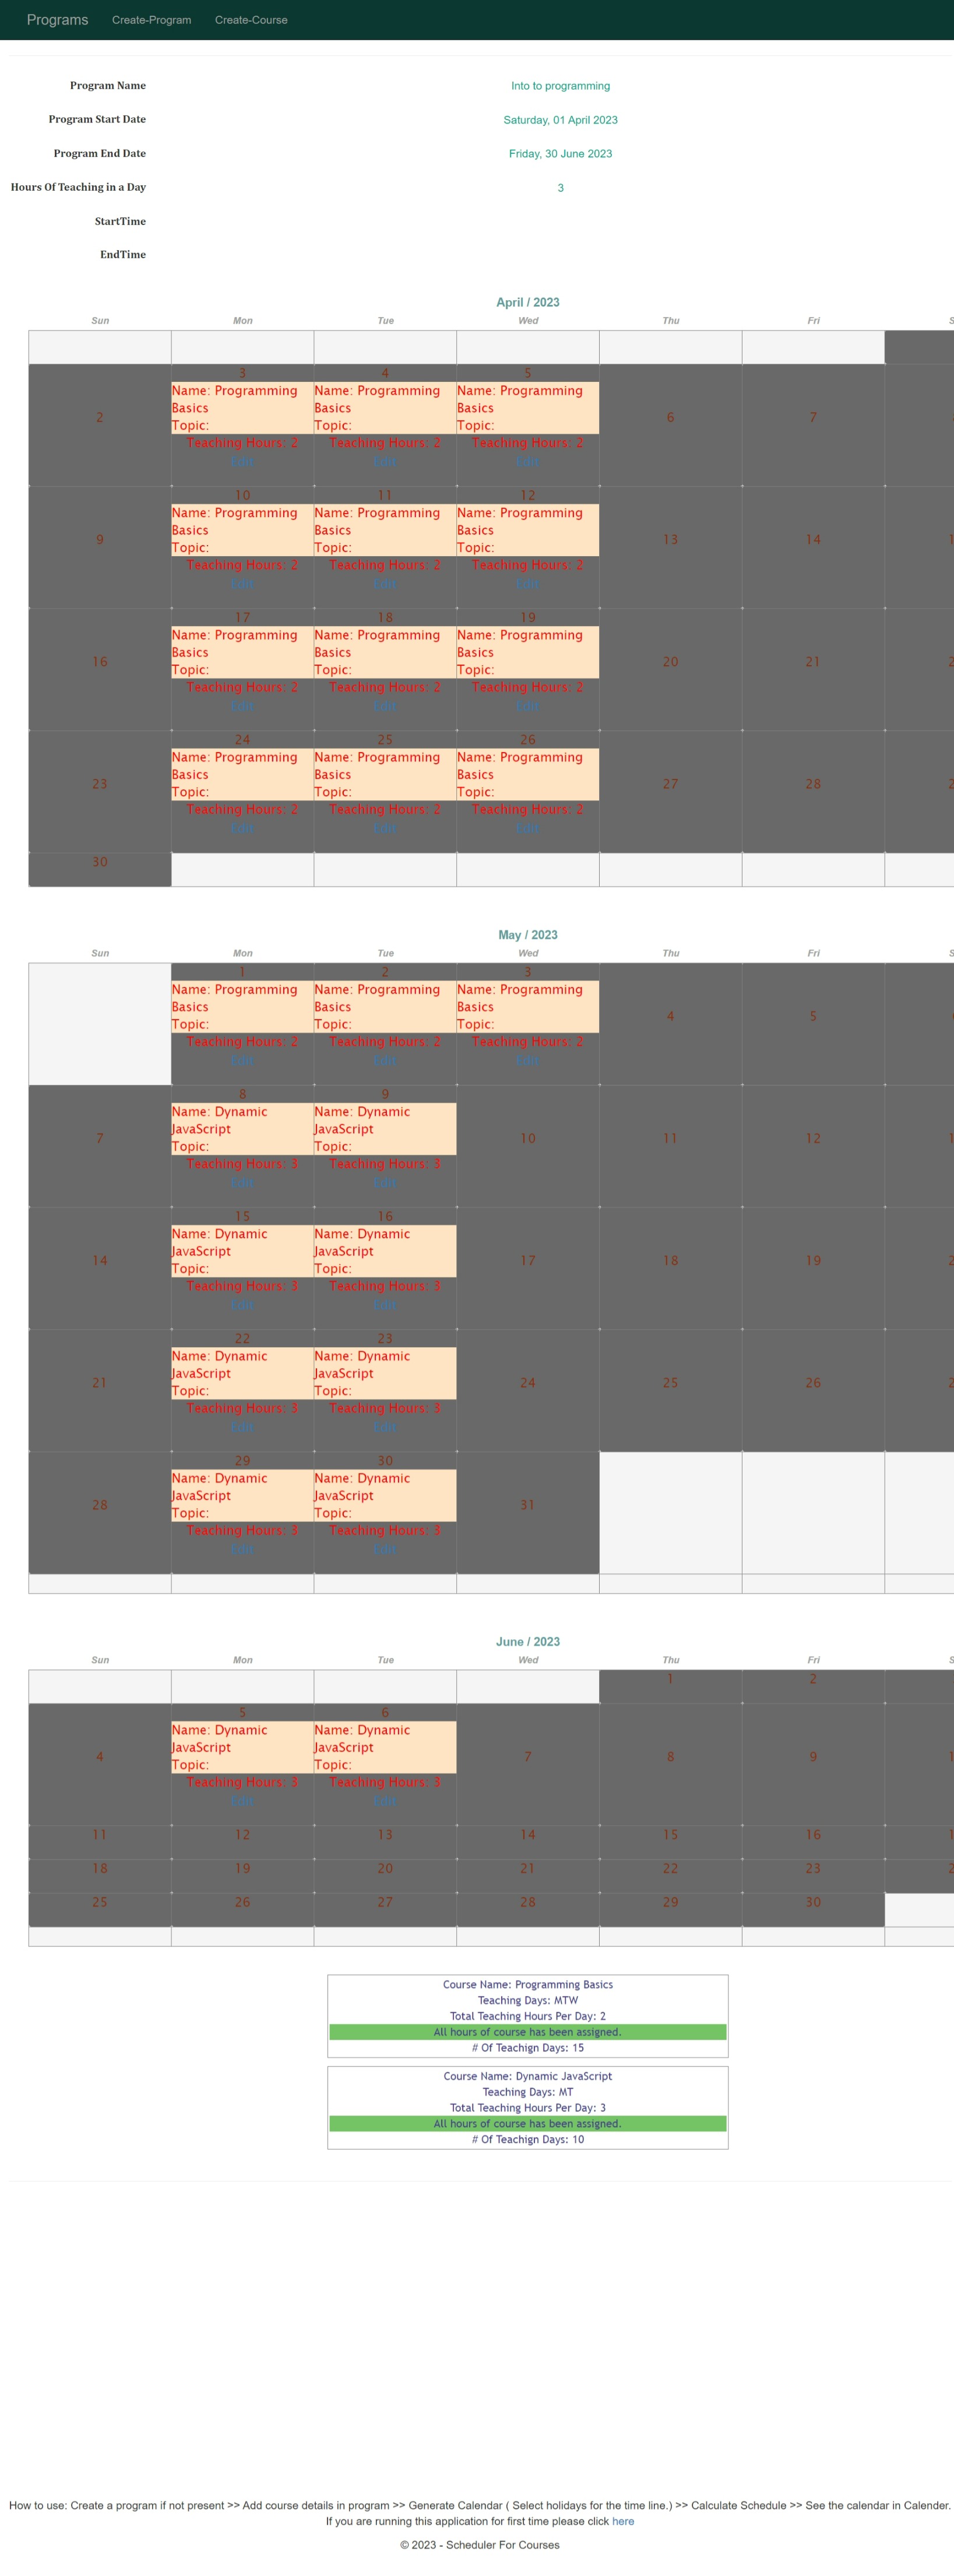 Programs Create-Program Create-Course
Program Name Into to programming
Program Start Date Saturday, 01 April 2023
Program End Date Friday, 30 June 2023
Hours Of Teaching in a Day 3
StartTime
EndTime
April / 2023
Sun Mon Tue Wed Thu Fri S
3 4 5
Name: Programming Name: Programming Name: Programming
Basics Basics Basics
2 6 7
Topic: Topic: Topic:
Teaching Hours: 2 Teaching Hours: 2 Teaching Hours: 2
Edit Edit Edit
10 11 12
Name: Programming Name: Programming Name: Programming
Basics Basics Basics
9 13 14 1
Topic: Topic: Topic:
Teaching Hours: 2 Teaching Hours: 2 Teaching Hours: 2
Edit Edit Edit
17 18 19
Name: Programming Name: Programming Name: Programming
Basics Basics Basics
16 20 21 2
Topic: Topic: Topic:
Teaching Hours: 2 Teaching Hours: 2 Teaching Hours: 2
Edit Edit Edit
24 25 26
Name: Programming Name: Programming Name: Programming
Basics Basics Basics
23 27 28 2
Topic: Topic: Topic:
Teaching Hours: 2 Teaching Hours: 2 Teaching Hours: 2
Edit Edit Edit
30
May / 2023
Sun Mon Tue Wed Thu Fri S
1 2 3
Name: Programming Name: Programming Name: Programming
Basics Basics Basics
4 5
Topic: Topic: Topic:
Teaching Hours: 2 Teaching Hours: 2 Teaching Hours: 2
Edit Edit Edit
8 9
Name: Dynamic Name: Dynamic
JavaScript JavaScript
7 10 11 12 1
Topic: Topic:
Teaching Hours: 3 Teaching Hours: 3
Edit Edit
15 16
Name: Dynamic Name: Dynamic
JavaScript JavaScript
14 17 18 19 2
Topic: Topic:
Teaching Hours: 3 Teaching Hours: 3
Edit Edit
22 23
Name: Dynamic Name: Dynamic
JavaScript JavaScript
21 24 25 26 2
Topic: Topic:
Teaching Hours: 3 Teaching Hours: 3
Edit Edit
29 30
Name: Dynamic Name: Dynamic
JavaScript JavaScript
28 31
Topic: Topic:
Teaching Hours: 3 Teaching Hours: 3
Edit Edit
June / 2023
Sun Mon Tue Wed Thu Fri S
1 2
5 6
Name: Dynamic Name: Dynamic
JavaScript JavaScript
4 7 8 9 1
Topic: Topic:
Teaching Hours: 3 Teaching Hours: 3
Edit Edit
11 12 13 14 15 16 1
18 19 20 21 22 23 2
25 26 27 28 29 30
Course Name: Programming Basics
Teaching Days: MTW
Total Teaching Hours Per Day: 2
All hours of course has been assigned.
# Of Teachign Days: 15
Course Name: Dynamic JavaScript
Teaching Days: MT
Total Teaching Hours Per Day: 3
All hours of course has been assigned.
# Of Teachign Days: 10
How to use: Create a program if not present >> Add course details in program >> Generate Calendar ( Select holidays for the time line.) >> Calculate Schedule >> See the calendar in Calender.
If you are running this application for first time please click here
© 2023 - Scheduler For Courses